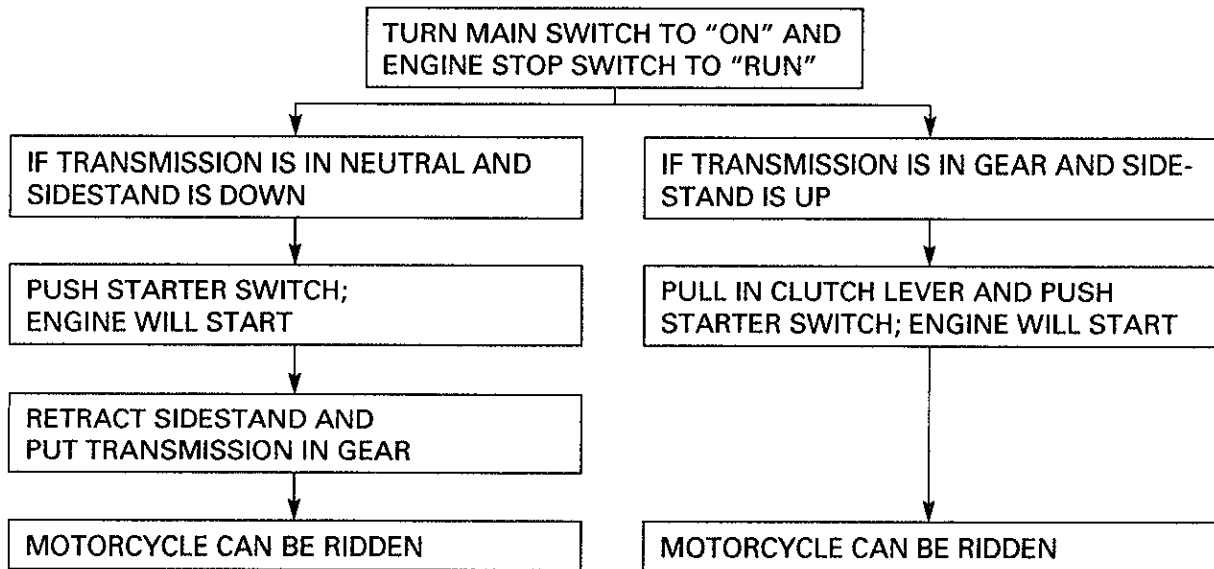 TURN MAIN SWITCH TO “ON” AND
ENGINE STOP SWITCH TO “RUN”
IF TRANSMISSION IS IN NEUTRAL AND
SIDESTAND IS DOWN
PUSH STARTER SWITCH;
ENGINE WILL START
RETRACT SIDESTAND AND
PUT TRANSMISSION IN GEAR
MOTORCYCLE CAN BE RIDDEN
IF TRANSMISSION IS IN GEAR AND SIDE-
STAND IS UP
PULL IN CLUTCH LEVER AND PUSH
STARTER SWITCH; ENGINE WILL START
MOTORCYCLE CAN BE RIDDEN